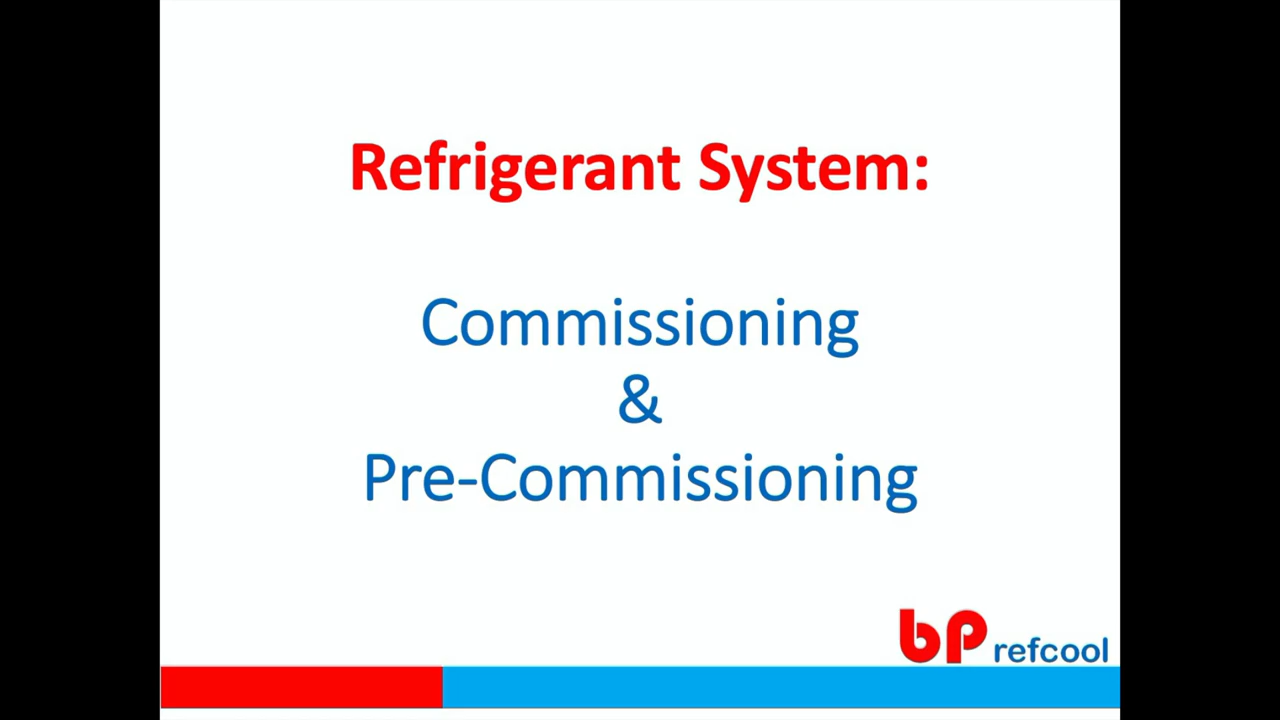 Refrigerant System:
Commissioning
&
Pre-Commissioning
bp refcool